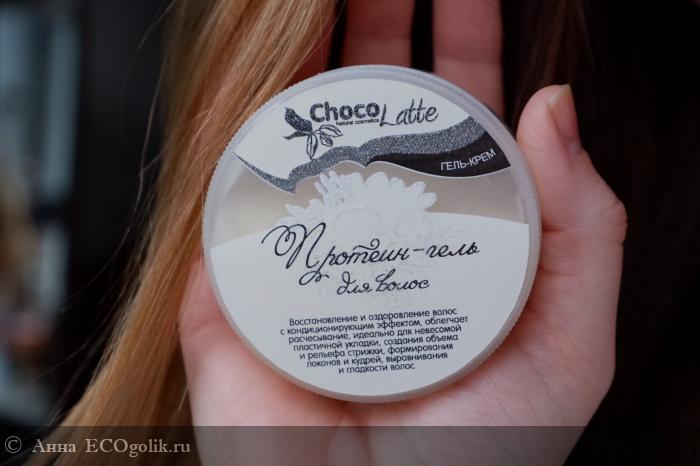 Choco Latte
Natural cosmetics
ГЕЛЬ-КРЕМ
Протеин-гель
для волос
Восстановление и оздоровление волос
с кондиционирующим эффектом, облегчает
расчесывание, идеально для невесомой
пластичной укладки, создания объема
и рельефа стрижки, формирования
локонов и кудрей, выравнивания
и гладкости волос.
© Анна ECOgolik.ru